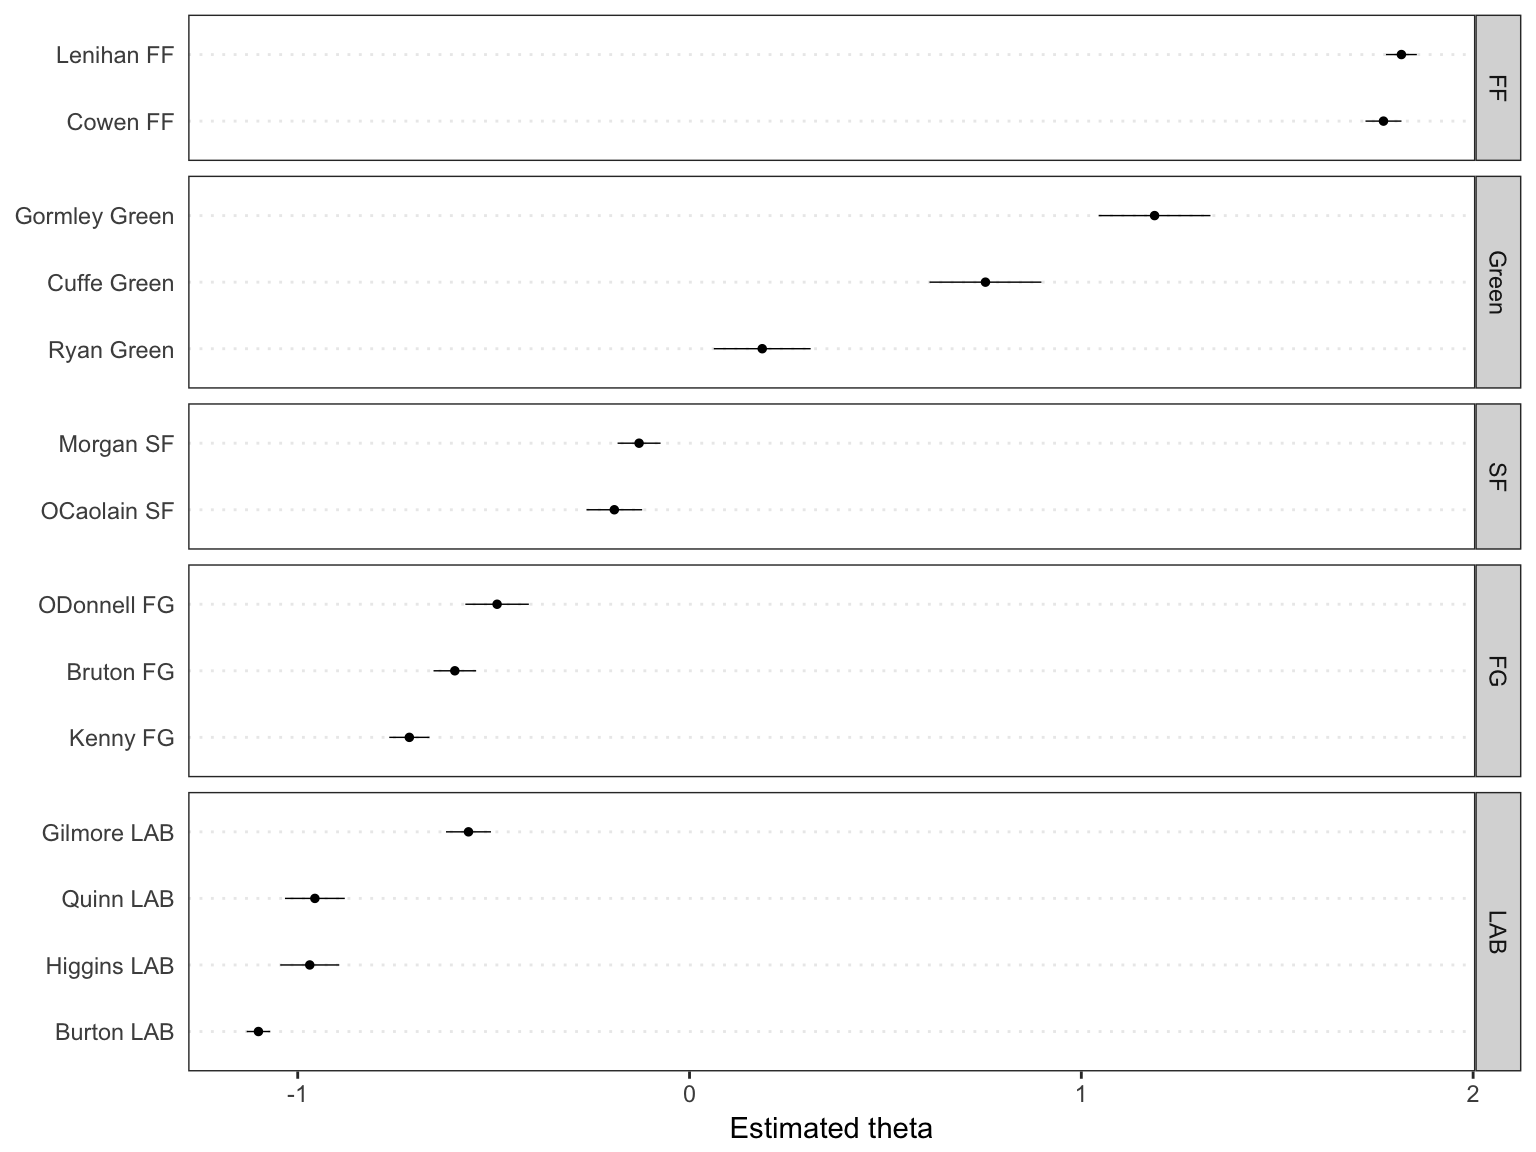 Lenihan FF
Cowen FF
FF
Gormley Green
Cuffe Green
Ryan Green
Green
Morgan SF
OCaolain SF
SF
ODonnell FG
Bruton FG
Kenny FG
FG
Gilmore LAB
Quinn LAB
Higgins LAB
Burton LAB
LAB
-1 0 1 2
Estimated theta